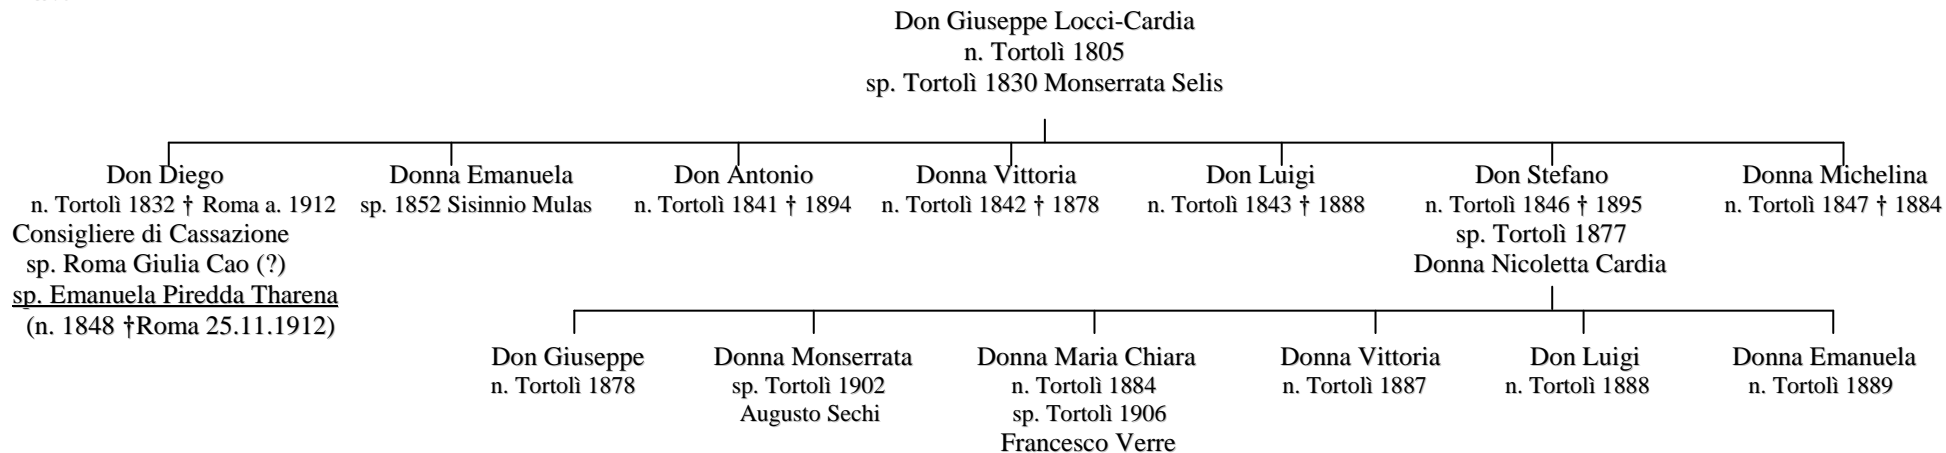 Don Giuseppe Locci-Cardia
n. Tortolì 1805
sp. Tortolì 1830 Monserrata Selis
Don Diego
n. Tortolì 1832 † Roma a. 1912
Consigliere di Cassazione
sp. Roma Giulia Cao (?)
sp. Emanuela Piredda Tharena
(n. 1848 †Roma 25.11.1912)
Donna Emanuela
sp. 1852 Sisinnio Mulas
Don Antonio
n. Tortolì 1841 † 1894
Donna Vittoria
n. Tortolì 1842 † 1878
Don Luigi
n. Tortolì 1843 † 1888
Don Stefano
n. Tortolì 1846 † 1895
sp. Tortolì 1877
Donna Nicoletta Cardia
Donna Michelina
n. Tortolì 1847 † 1884
Don Giuseppe
n. Tortolì 1878
Donna Monserrata
sp. Tortolì 1902
Augusto Sechi
Donna Maria Chiara
n. Tortolì 1884
sp. Tortolì 1906
Francesco Verre
Donna Vittoria
n. Tortolì 1887
Don Luigi
n. Tortolì 1888
Donna Emanuela
n. Tortolì 1889